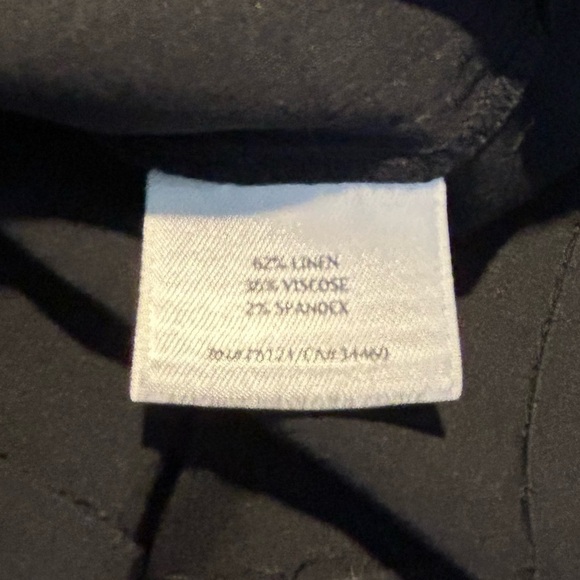 62% LINEN
36% VISCOSE
2% SPANDEX